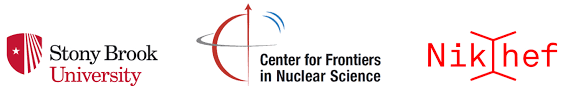 Stony Brook
University
Center for Frontiers
in Nuclear Science
Nikhef